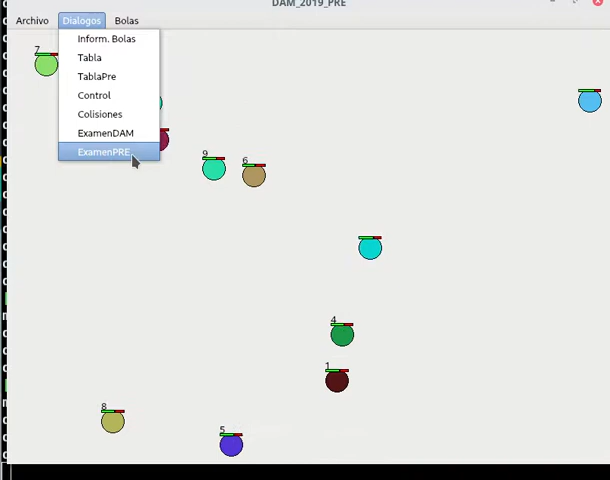 DAM_2019_PRE
Archivo Dialogos Bolas
Inform. Bolas
Tabla
TablaPre
Control
Colisiones
ExamenDAM
ExamenPRE
7
9
6
4
1
8
5